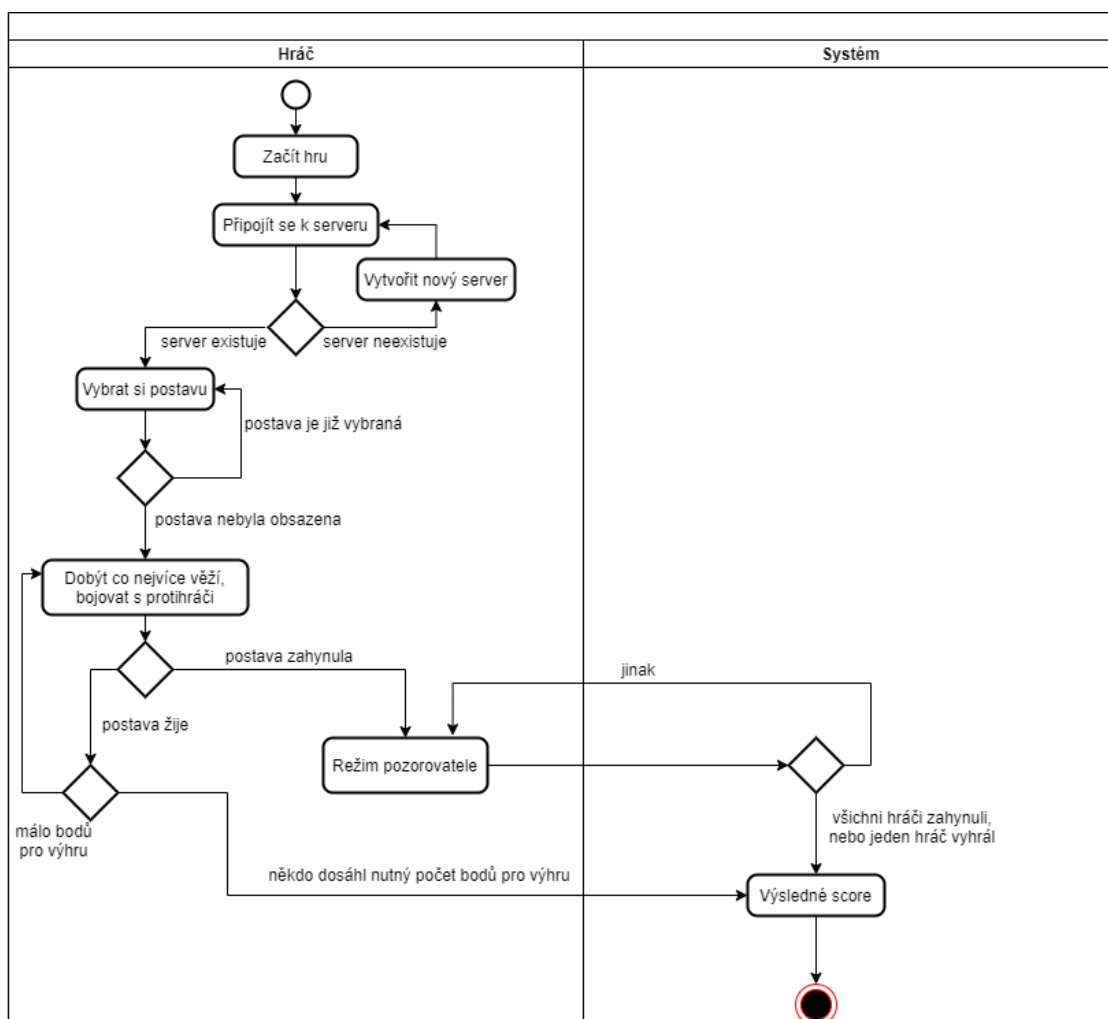 Hráč
Systém
Začít hru
Připojít se k serveru
Vytvořit nový server
server existuje
server neexistuje
Vybrat si postavu
postava je již vybraná
postava nebyla obsazena
Dobýt co nejvíce věží,
bojovat s protihráči
postava zahynula
jinak
postava žije
Režim pozorovatele
málo bodů
pro výhru
všichni hráči zahynuli,
nebo jeden hráč vyhrál
někdo dosáhl nutný počet bodů pro výhru
Výsledné score